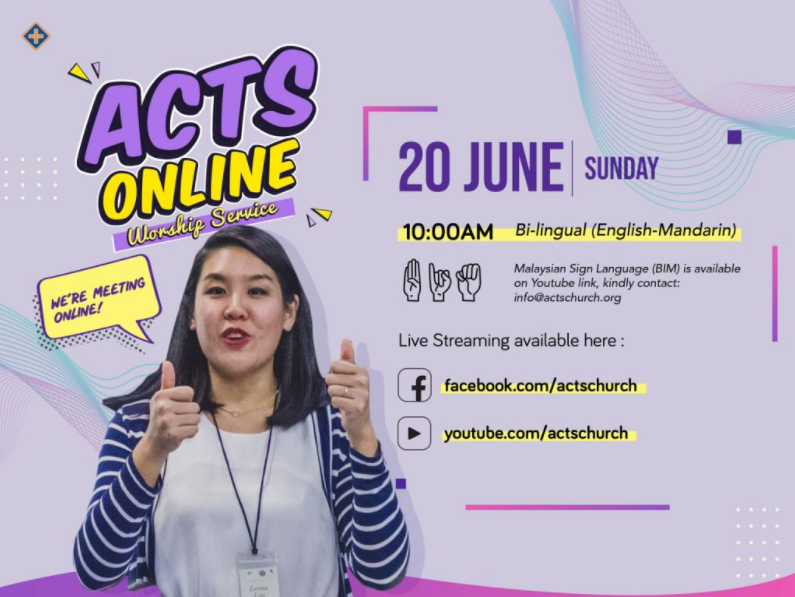 ACTS
ONLINE
Worship Service
WE'RE MEETING
ONLINE!
20 JUNE SUNDAY
10:00AM Bi-lingual (English-Mandarin)
Malaysian Sign Language (BIM) is available
on Youtube link, kindly contact:
info@actschurch.org
Live Streaming available here :
facebook.com/actschurch
youtube.com/actschurch